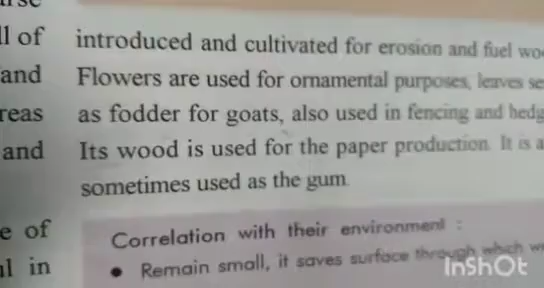 ll of introduced and cultivated for erosion and fuel
and Flowers are used for ornamental purposes, leaves
reas as fodder for goats, also used in fencing and
and Its wood is used for the paper production. It is
sometimes used as the gum.
e of
Correlation with their environment :
l in
• Remain small, it saves surface through which
InShOt